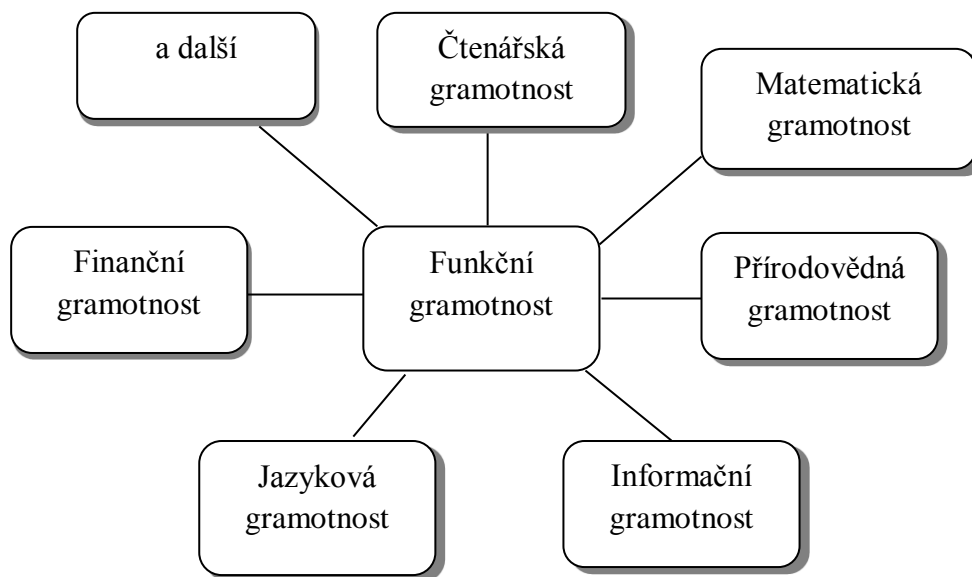 a další
Čtenářská
gramotnost
Matematická
gramotnost
Finanční
gramotnost
Funkční
gramotnost
Přírodovědná
gramotnost
Jazyková
gramotnost
Informační
gramotnost